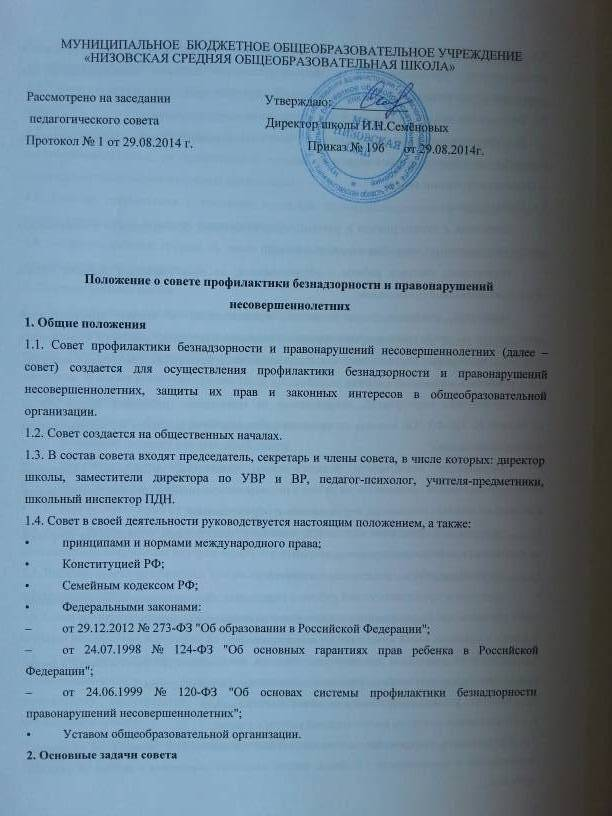 МУНИЦИПАЛЬНОЕ БЮДЖЕТНОЕ ОБЩЕОБРАЗОВАТЕЛЬНОЕ УЧРЕЖДЕНИЕ
«НИЗОВСКАЯ СРЕДНЯЯ ОБЩЕОБРАЗОВАТЕЛЬНАЯ ШКОЛА»
Рассмотрено на заседании Утверждаю:
педагогического совета Директор школы И.Н.Семёновых
Протокол № 1 от 29.08.2014 г. Приказ № 196 от 29.08.2014г.
НИЗОВСКАЯ
Положение о совете профилактики безнадзорности и правонарушений
несовершеннолетних
1. Общие положения
1.1. Совет профилактики безнадзорности и правонарушений несовершеннолетних (далее –
совет) создается для осуществления профилактики безнадзорности и правонарушений
несовершеннолетних, защиты их прав и законных интересов в общеобразовательной
организации.
1.2. Совет создается на общественных началах.
1.3. В состав совета входят председатель, секретарь и члены совета, в числе которых: директор
школы, заместители директора по УВР и ВР, педагог-психолог, учителя-предметники,
школьный инспектор ПДН.
1.4. Совет в своей деятельности руководствуется настоящим положением, а также:
• принципами и нормами международного права;
• Конституцией РФ;
• Семейным кодексом РФ;
• Федеральными законами:
– от 29.12.2012 № 273-ФЗ "Об образовании в Российской Федерации";
– от 24.07.1998 № 124-ФЗ "Об основных гарантиях прав ребенка в Российской
Федерации";
– от 24.06.1999 № 120-ФЗ "Об основах системы профилактики безнадзорности
правонарушений несовершеннолетних";
• Уставом общеобразовательной организации.
2. Основные задачи совета